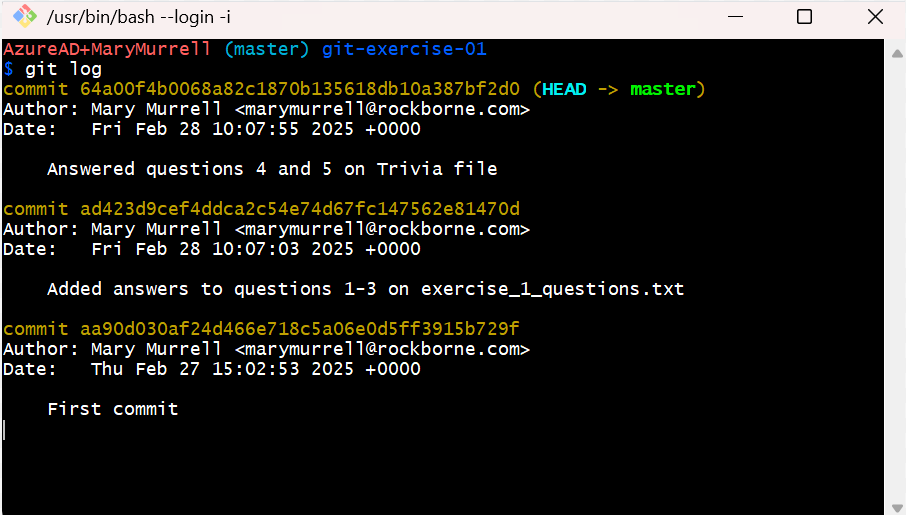 /usr/bin/bash --login -i
AzureAD+MaryMurrell (master) git-exercise-01
$ git log
commit 64a00f4b0068a82c1870b135618db10a387bf2d0 (HEAD -> master)
Author: Mary Murrell <marymurrell@rockborne.com>
Date:   Fri Feb 28 10:07:55 2025 +0000
Answered questions 4 and 5 on Trivia file
commit ad423d9cef4ddca2c54e74d67fc147562e81470d
Author: Mary Murrell <marymurrell@rockborne.com>
Date:   Fri Feb 28 10:07:03 2025 +0000
Added answers to questions 1-3 on exercise_1_questions.txt
commit aa90d030af24d466e718c5a06e0d5ff3915b729f
Author: Mary Murrell <marymurrell@rockborne.com>
Date:   Thu Feb 27 15:02:53 2025 +0000
First commit